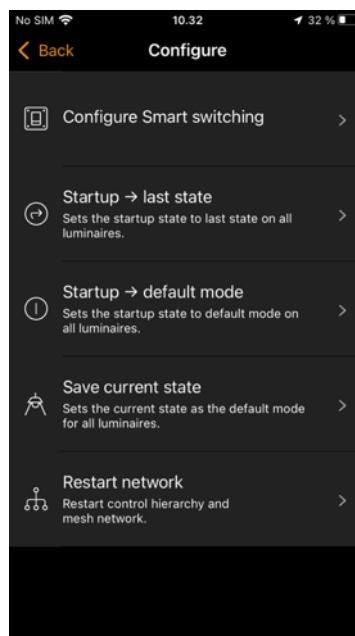 No SIM 10.32 32 %
Back Configure
Configure Smart switching
Startup → last state
Sets the startup state to last state on all
luminaires.
Startup → default mode
Sets the startup state to default mode on
all luminaires.
Save current state
Sets the current state as the default mode
for all luminaires.
Restart network
Restart control hierarchy and
mesh network.